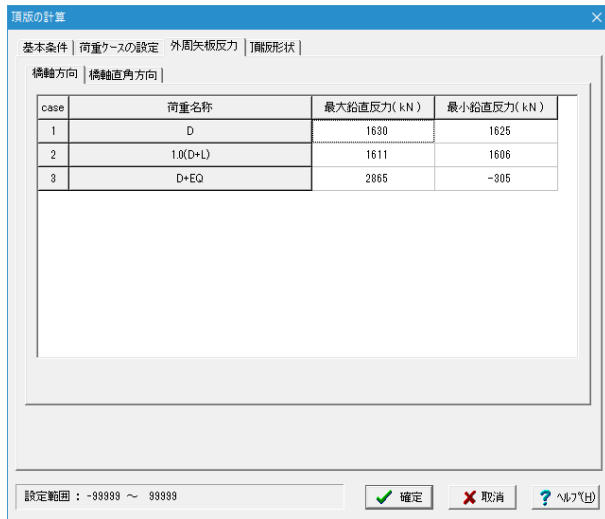 頂版の計算
基本条件 荷重ケースの設定 外周矢板反力 頂版形状
橋軸方向 橋軸直角方向
case 荷重名称 最大鉛直反力(kN) 最小鉛直反力(kN)
1 D 1630 1625
2 1.0(D+L) 1611 1606
3 D+EQ 2865 -305
設定範囲 : -99999 ～ 99999
確定 取消 ? ヘルプ(H)